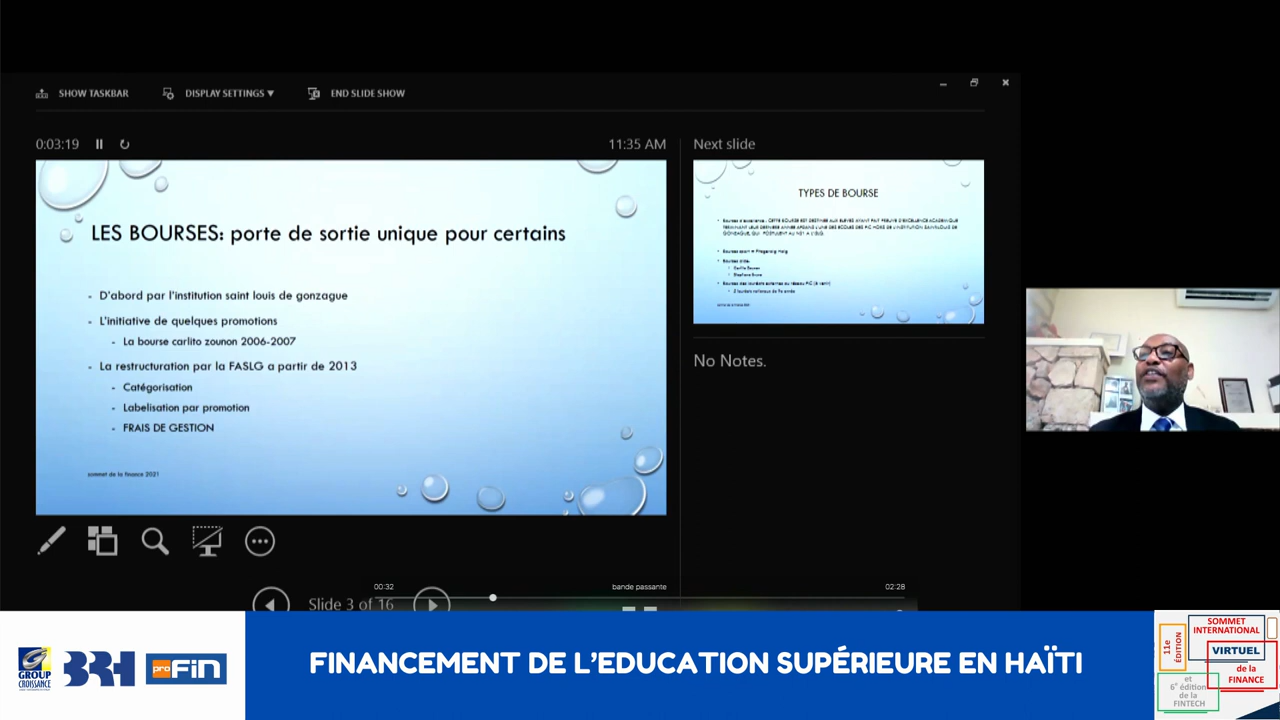 SHOW TASKBAR
DISPLAY SETTINGS ▼
END SLIDE SHOW
0:03:19
11:35 AM
Next slide
LES BOURSES: porte de sortie unique pour certains
- D'abord par l'institution saint louis de gonzague
- L'initiative de quelques promotions
- La bourse carlito zounon 2006-2007
- La restructuration par la FASLG a partir de 2013
- Catégorisation
- Labelisation par promotion
- FRAIS DE GESTION
sommet de la finance 2021
TYPES DE BOURSE
No Notes.
00:32
bande passante
02:28
Slide 3 of 16
GROUP
CROISSANCE
BRH
pro FIN
FINANCEMENT DE L'EDUCATION SUPÉRIEURE EN HAÏTI
11e
ÉDITION
SOMMET
INTERNATIONAL
VIRTUEL
de la
FINANCE
et
6e édition
de la
FINTECH